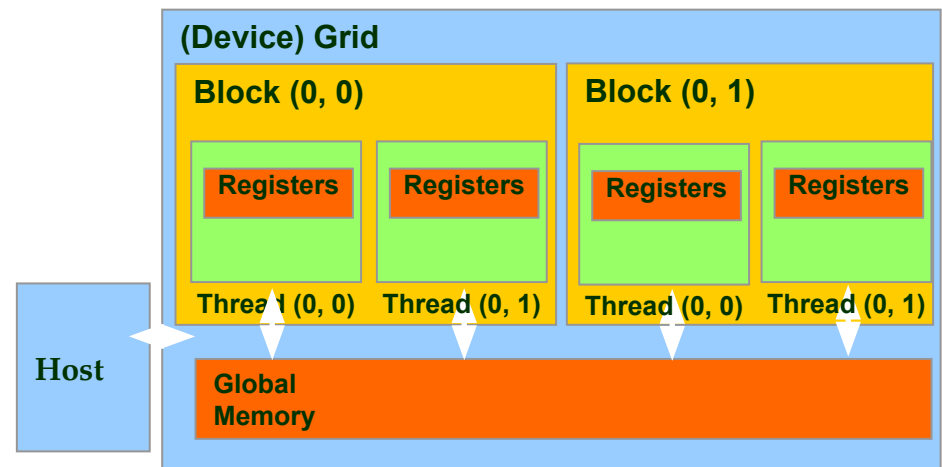 (Device) Grid
Block (0, 0)
Block (0, 1)
Registers
Registers
Registers
Registers
Thread (0, 0)
Thread (0, 1)
Thread (0, 0)
Thread (0, 1)
Host
Global
Memory